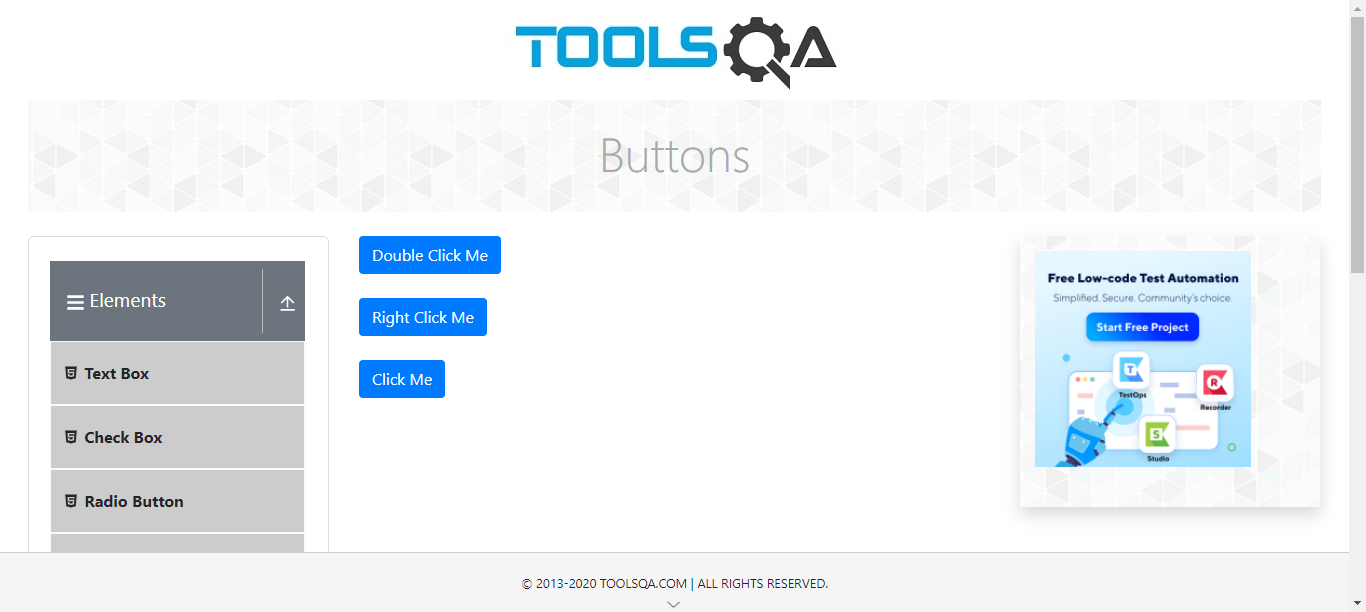 TOOLSQA
Buttons
Elements
Text Box
Check Box
Radio Button
Double Click Me
Right Click Me
Click Me
Free Low-code Test Automation
Simplified. Secure. Community's choice.
Start Free Project
TestOps
Recorder
Studio
© 2013-2020 TOOLSQA.COM | ALL RIGHTS RESERVED.